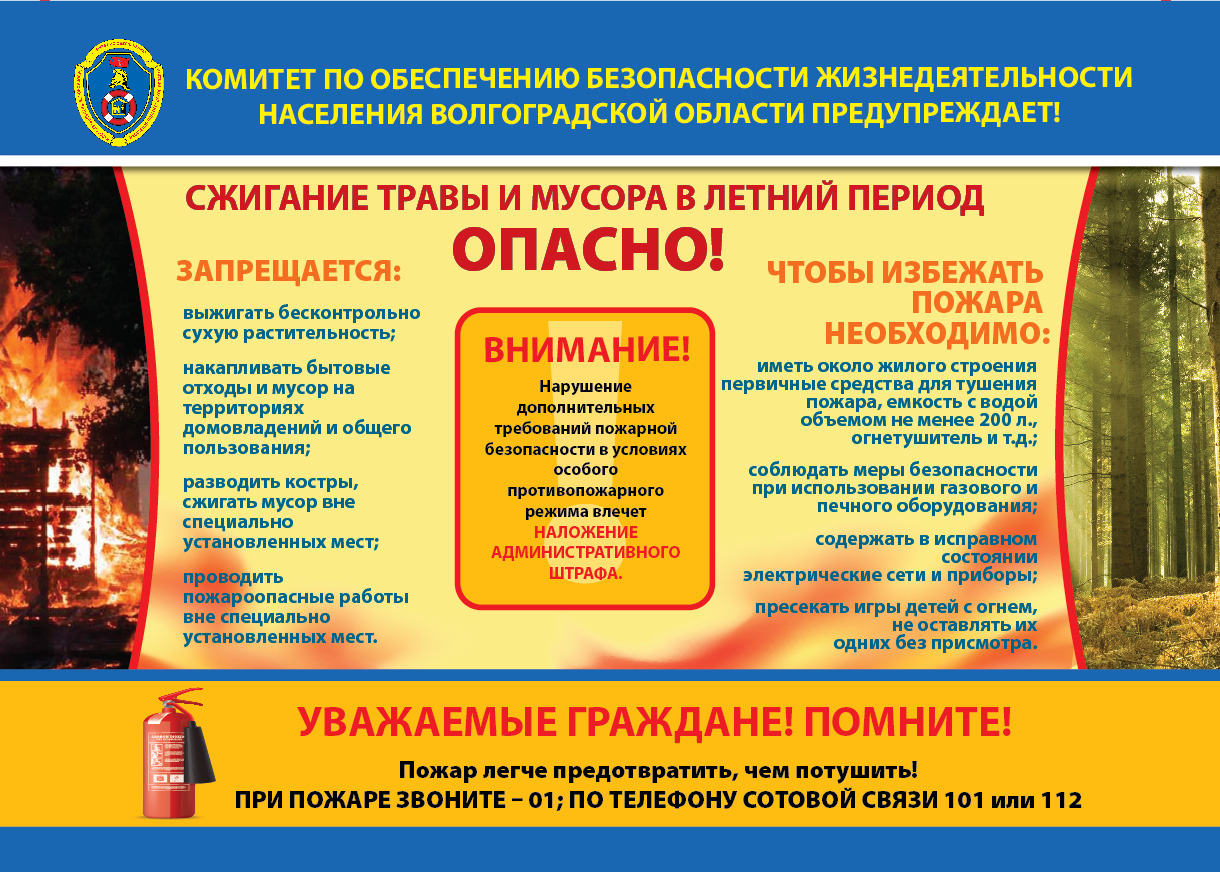 КОМИТЕТ ПО ОБЕСПЕЧЕНИЮ БЕЗОПАСНОСТИ ЖИЗНЕДЕЯТЕЛЬНОСТИ
НАСЕЛЕНИЯ ВОЛГОГРАДСКОЙ ОБЛАСТИ ПРЕДУПРЕЖДАЕТ!
СЖИГАНИЕ ТРАВЫ И МУСОРА В ЛЕТНИЙ ПЕРИОД
ОПАСНО!
ЗАПРЕЩАЕТСЯ:
выжигать бесконтрольно
сухую растительность;
накапливать бытовые
отходы и мусор на
территориях
домовладений и общего
пользования;
разводить костры,
сжигать мусор вне
специально
установленных мест;
проводить
пожароопасные работы
вне специально
установленных мест.
ВНИМАНИЕ!
Нарушение
дополнительных
требований пожарной
безопасности в условиях
особого
противопожарного
режима влечет
НАЛОЖЕНИЕ
АДМИНИСТРАТИВНОГО
ШТРАФА.
ЧТОБЫ ИЗБЕЖАТЬ
ПОЖАРА
НЕОБХОДИМО:
иметь около жилого строения
первичные средства для тушения
пожара, емкость с водой
объемом не менее 200 л.,
огнетушитель и т.д.;
соблюдать меры безопасности
при использовании газового и
печного оборудования;
содержать в исправном
состоянии
электрические сети и приборы;
пресекать игры детей с огнем,
не оставлять их
одних без присмотра.
УВАЖАЕМЫЕ ГРАЖДАНЕ! ПОМНИТЕ!
Пожар легче предотвратить, чем потушить!
ПРИ ПОЖАРЕ ЗВОНИТЕ – 01; ПО ТЕЛЕФОНУ СОТОВОЙ СВЯЗИ 101 или 112